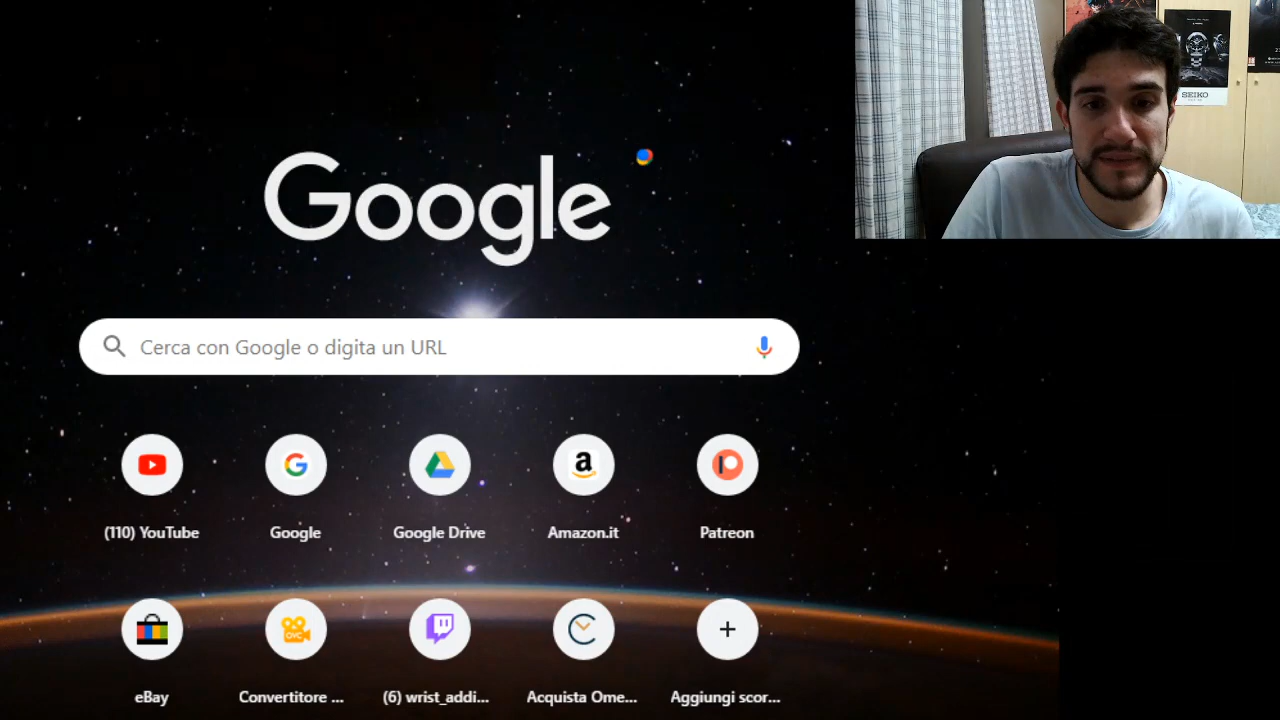 Google
SEIKO
Cerca con Google o digita un URL
(110) YouTube
Google
Google Drive
Amazon.it
Patreon
eBay
Convertitore ...
(6) wrist_addi...
Acquista Ome...
Aggiungi scor...